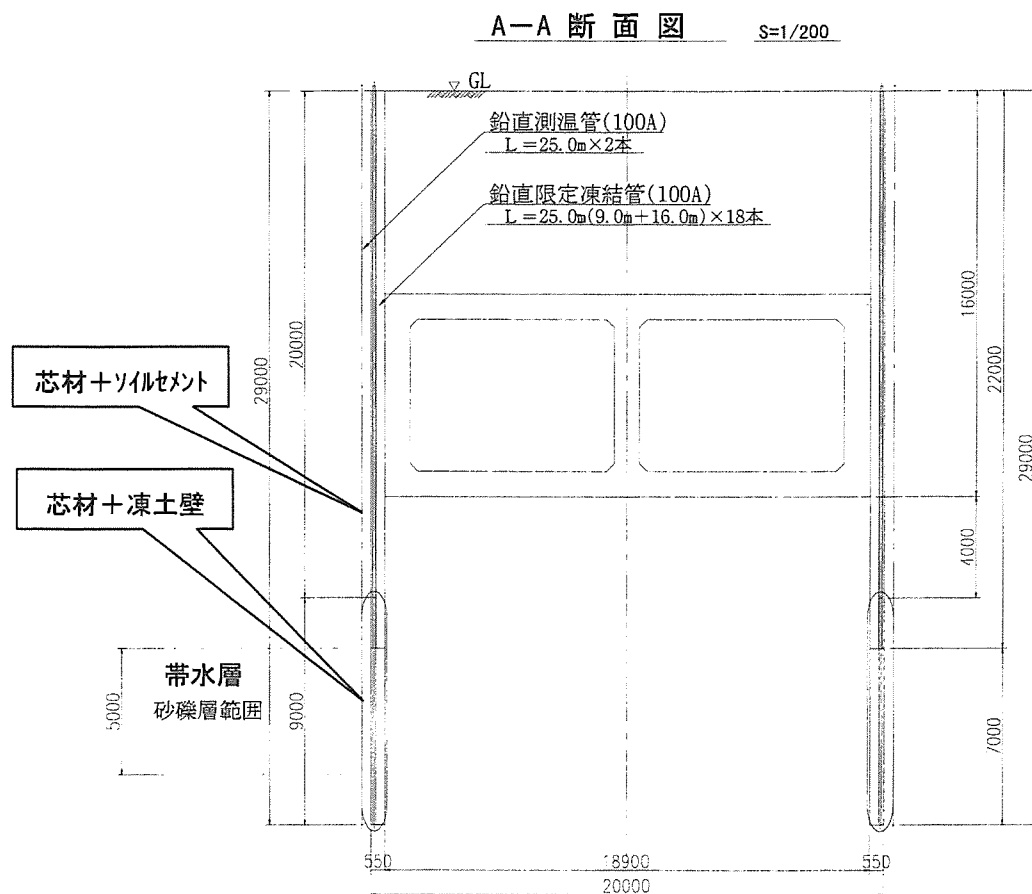 A-A 断 面 図
S=1/200
GL
鉛直測温管(100A)
L=25.0m×2本
鉛直限定凍結管(100A)
L=25.0m(9.0m+16.0m)×18本
芯材+ソイルセメント
芯材+凍土壁
帯水層
砂礫層範囲
29000
20000
9000
5000
16000
22000
29000
4000
7000
550
18900
550
20000